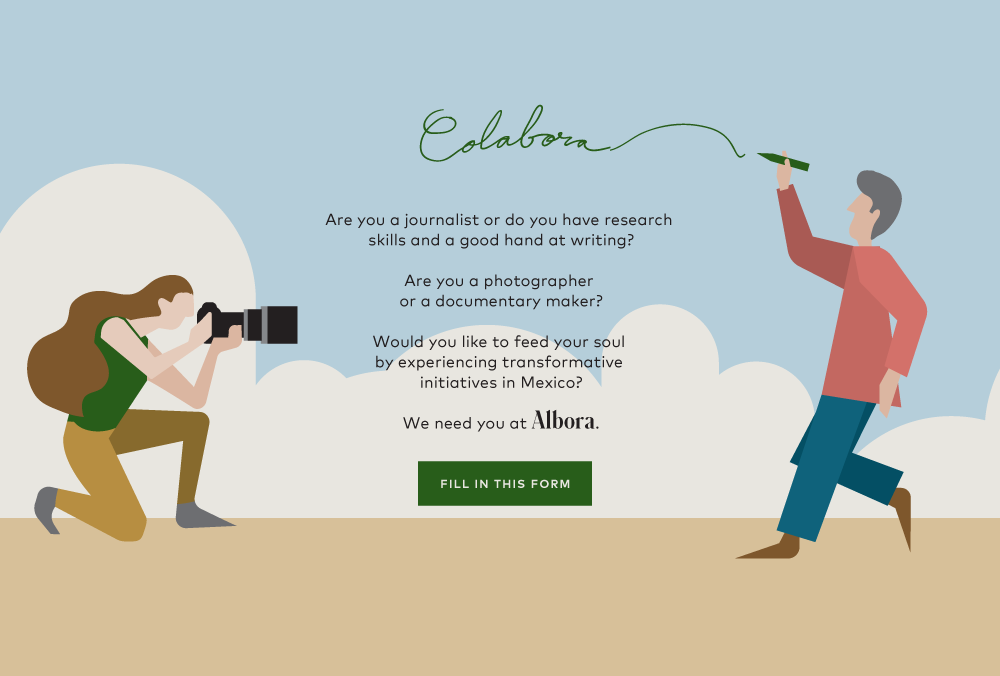 Colabora
Are you a journalist or do you have research
skills and a good hand at writing?
Are you a photographer
or a documentary maker?
Would you like to feed your soul
by experiencing transformative
initiatives in Mexico?
We need you at Albora.
FILL IN THIS FORM